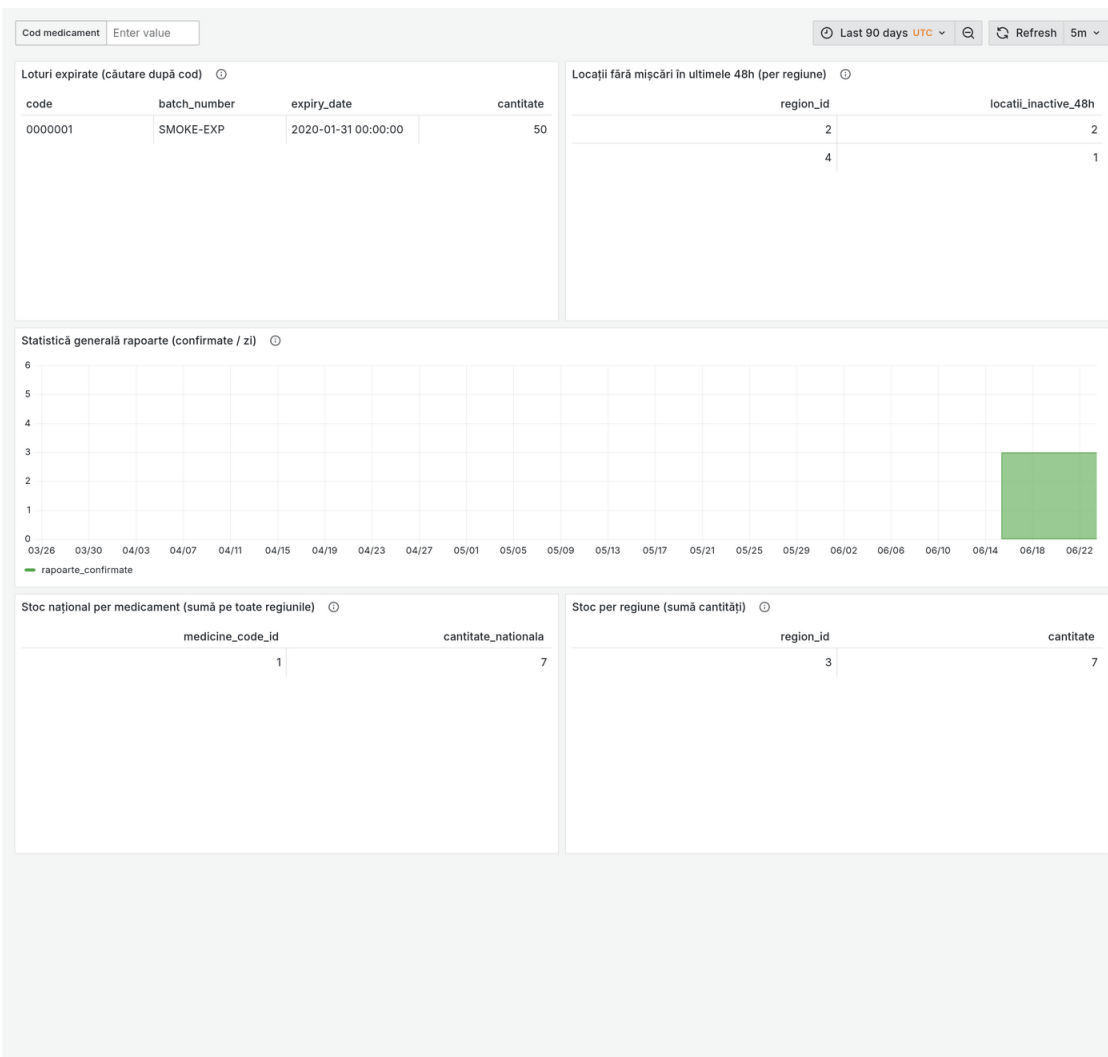 Cod medicament Enter value Last 90 days UTC Refresh 5m
Loturi expirate (căutare după cod)
code batch_number expiry_date cantitate
0000001 SMOKE-EXP 2020-01-31 00:00:00 50
Locații fără mișcări în ultimele 48h (per regiune)
region_id locatii_inactive_48h
2 2
4 1
Statistică generală rapoarte (confirmate / zi)
6
5
4
3
2
1
0
03/26 03/30 04/03 04/07 04/11 04/15 04/19 04/23 04/27 05/01 05/05 05/09 05/13 05/17 05/21 05/25 05/29 06/02 06/06 06/10 06/14 06/18 06/22
rapoarte_confirmate
Stoc național per medicament (sumă pe toate regiunile)
medicine_code_id cantitate_nationala
1 7
Stoc per regiune (sumă cantități)
region_id cantitate
3 7